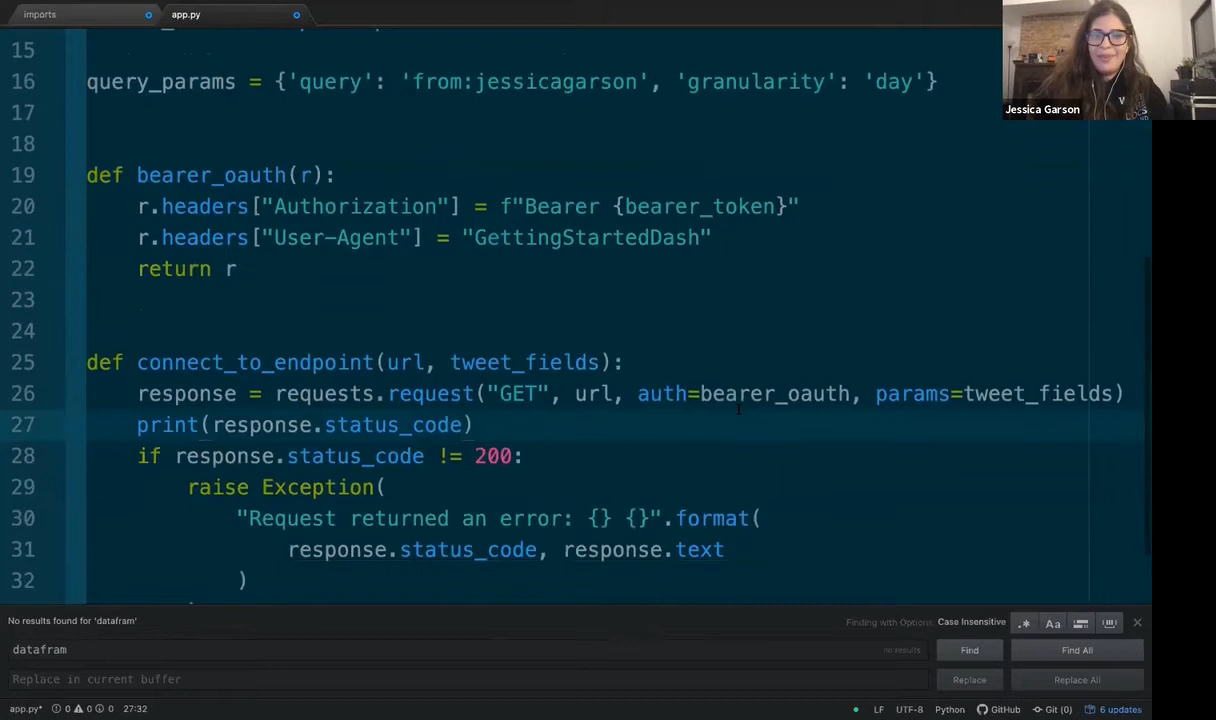 imports
app.py
15
16 query_params = {'query': 'from:jessicagarson', 'granularity': 'day'}
17
18
19 def bearer_oauth(r):
20 r.headers["Authorization"] = f"Bearer {bearer_token}"
21 r.headers["User-Agent"] = "GettingStartedDash"
22 return r
23
24
25 def connect_to_endpoint(url, tweet_fields):
26 response = requests.request("GET", url, auth=bearer_oauth, params=tweet_fields)
27 print(response.status_code)
28 if response.status_code != 200:
29 raise Exception(
30 "Request returned an error: {} {}".format(
31 response.status_code, response.text
32 )
Jessica Garson
No results found for 'datafram'
Finding with Options: Case Insensitive .* Aa
datafram no results Find Find All
Replace in current buffer Replace Replace All
app.py* 0 0 0 27:32 LF UTF-8 Python GitHub Git (0) 6 updates